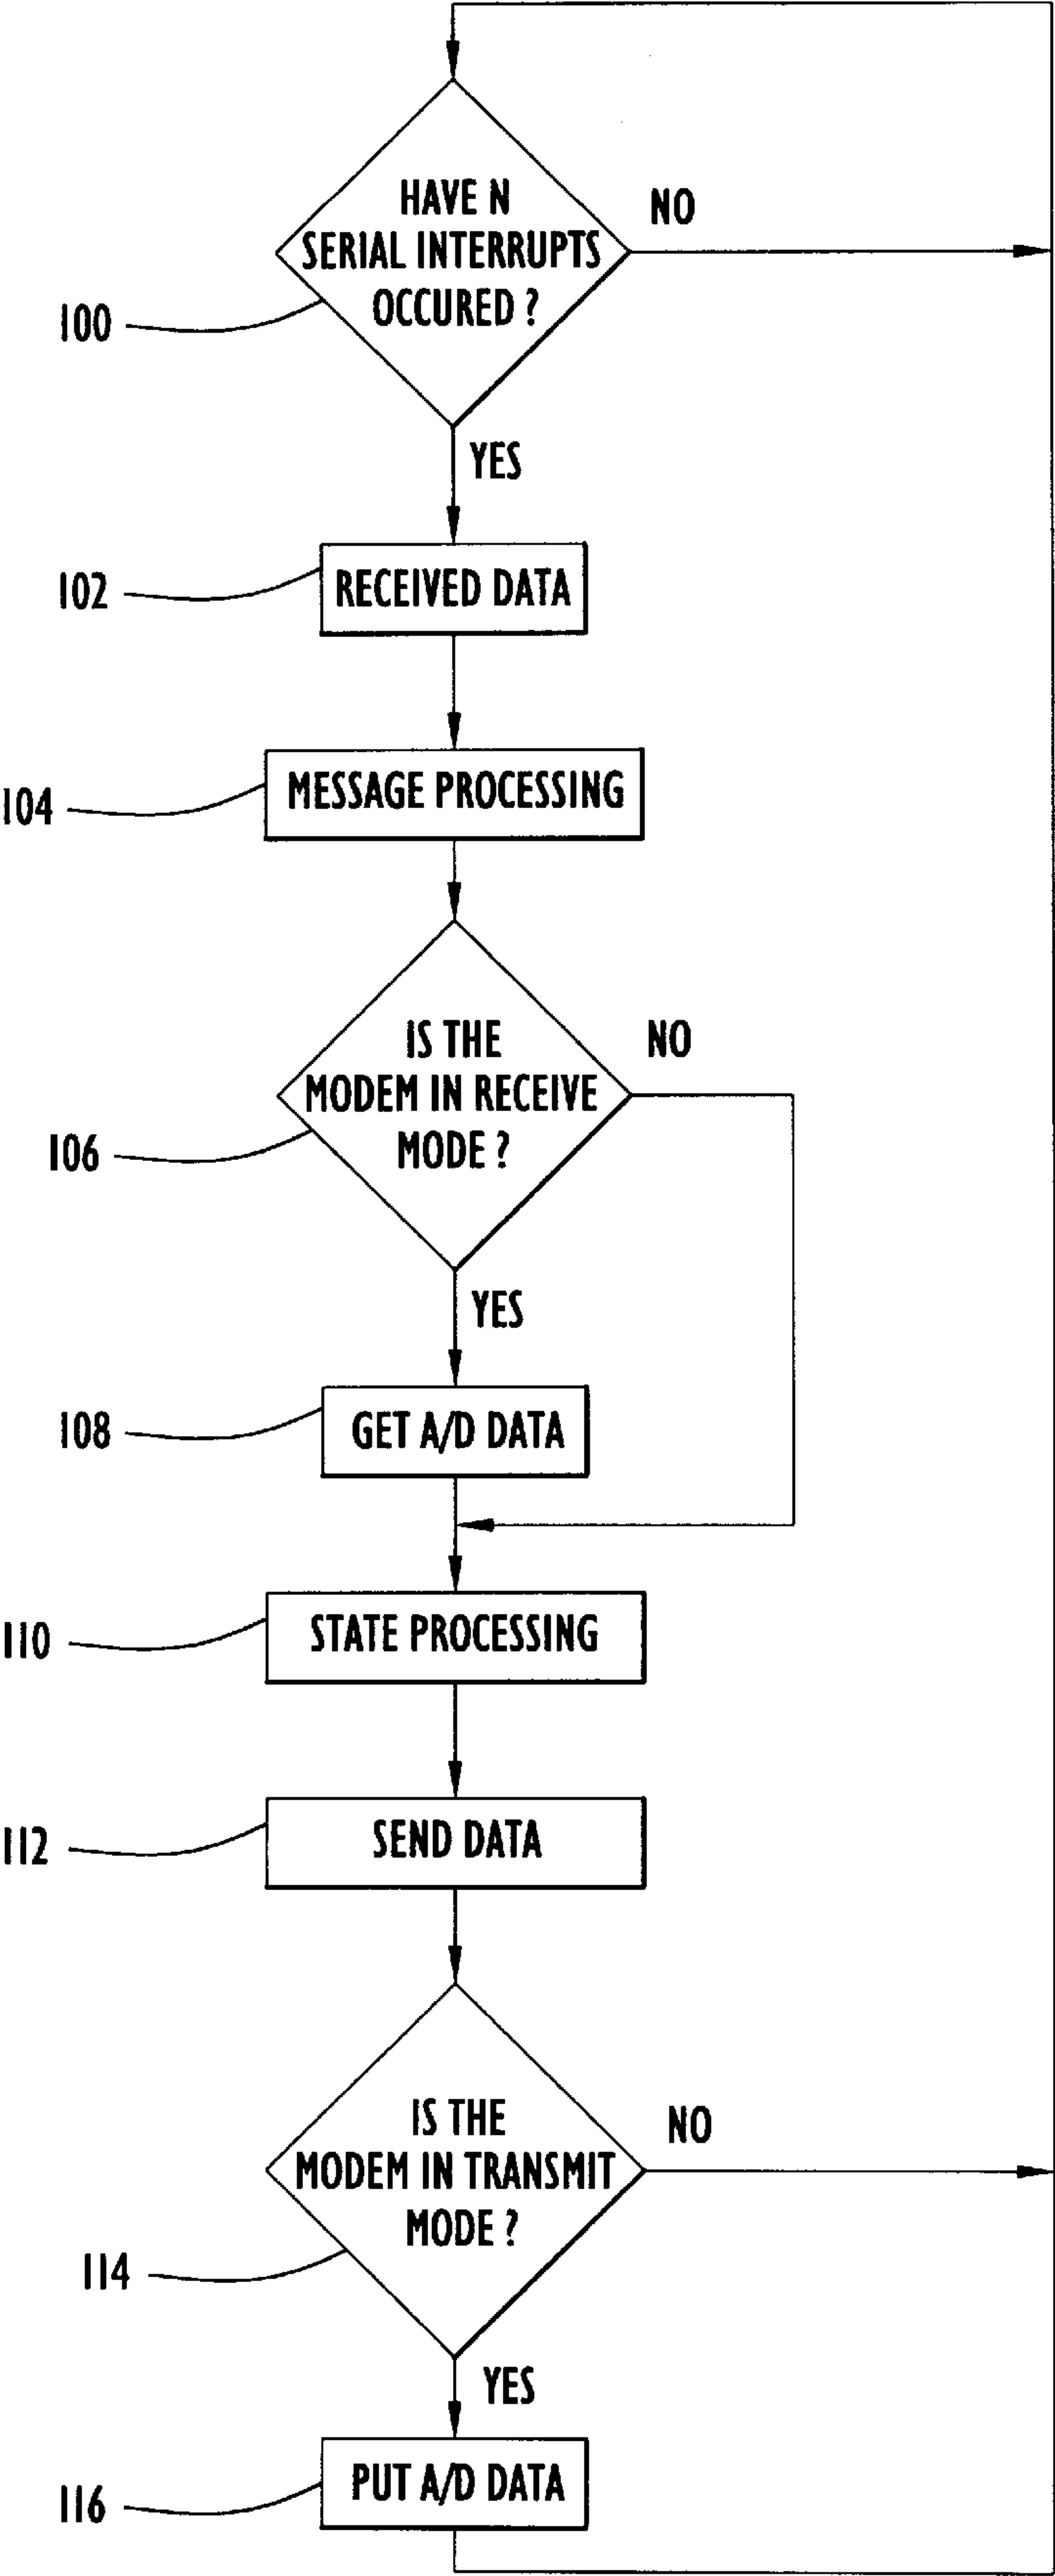 HAVE N
SERIAL INTERRUPTS
OCCURED ?
NO
100
YES
102
RECEIVED DATA
104
MESSAGE PROCESSING
IS THE
MODEM IN RECEIVE
MODE ?
NO
106
YES
108
GET A/D DATA
110
STATE PROCESSING
112
SEND DATA
IS THE
MODEM IN TRANSMIT
MODE ?
NO
114
YES
116
PUT A/D DATA